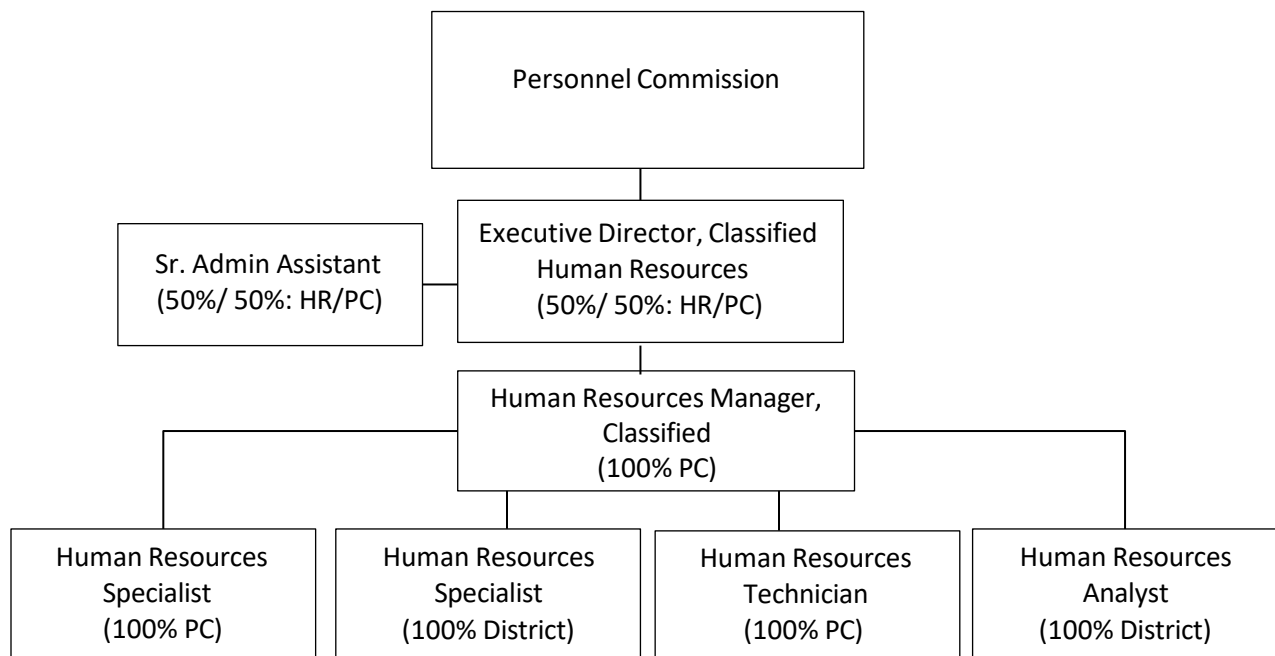 Personnel Commission
Executive Director, Classified
Human Resources
(50%/ 50%: HR/PC)
Sr. Admin Assistant
(50%/ 50%: HR/PC)
Human Resources Manager,
Classified
(100% PC)
Human Resources
Specialist
(100% PC)
Human Resources
Specialist
(100% District)
Human Resources
Technician
(100% PC)
Human Resources
Analyst
(100% District)